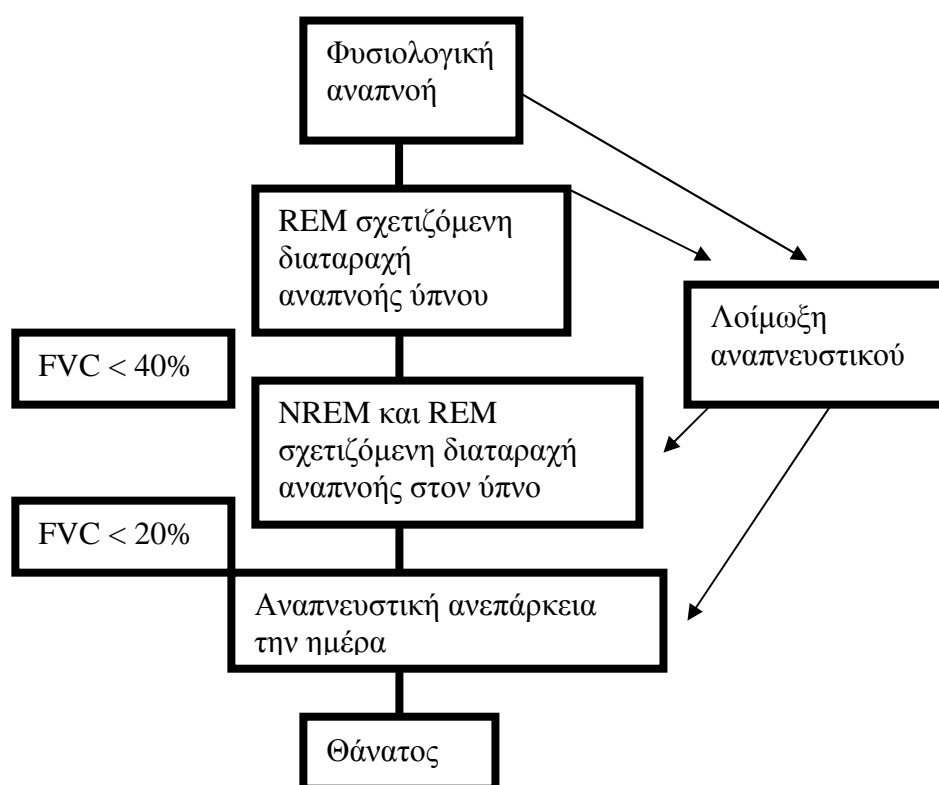 Φυσιολογική
αναπνοή
REM σχετιζόμενη
διαταραχή
αναπνοής ύπνου
Λοίμωξη
αναπνευστικού
FVC < 40%
NREM και REM
σχετιζόμενη διαταραχή
αναπνοής στον ύπνο
FVC < 20%
Αναπνευστική ανεπάρκεια
την ημέρα
Θάνατος